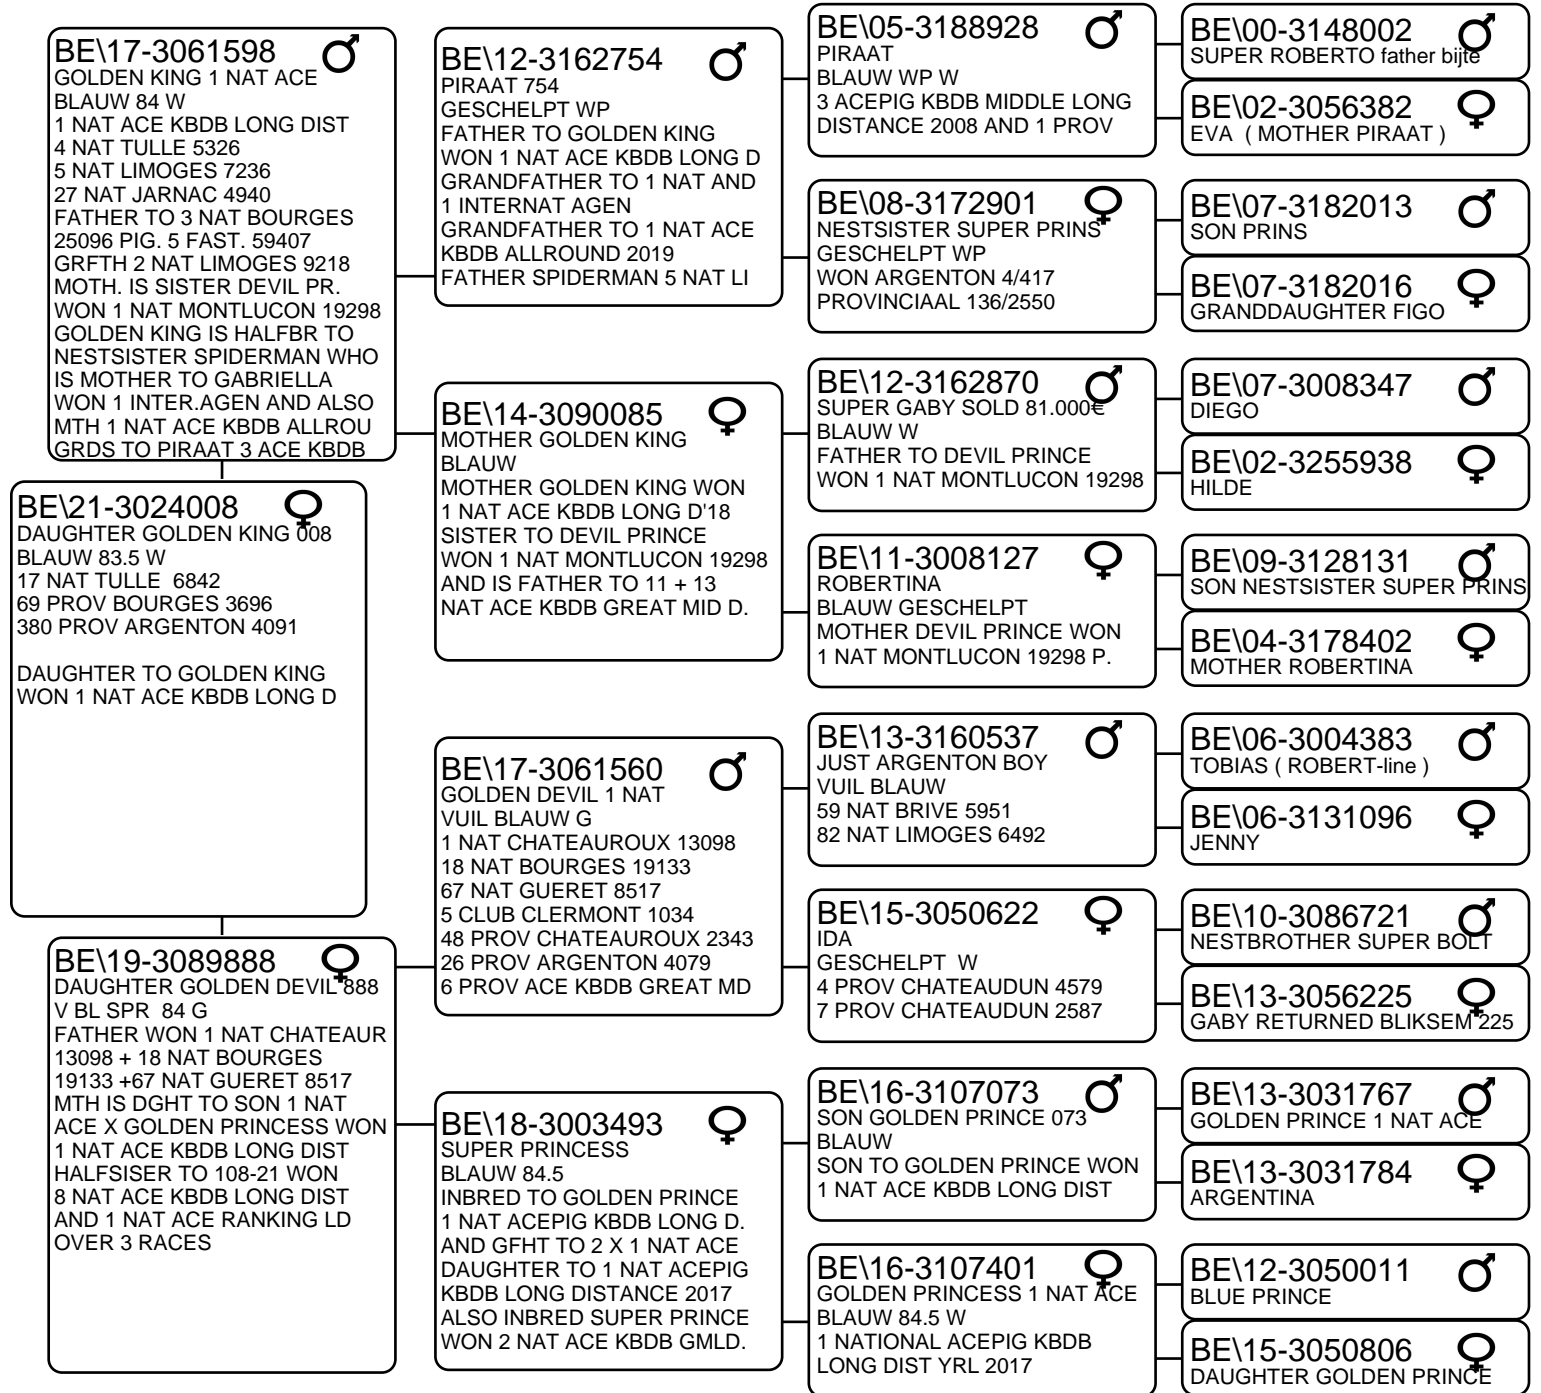 BE\17-3061598
GOLDEN KING 1 NAT ACE
BLAUW 84 W
1 NAT ACE KBDB LONG DIST
4 NAT TULLE 5326
5 NAT LIMOGES 7236
27 NAT JARNAC 4940
FATHER TO 3 NAT BOURGES
25096 PIG. 5 FAST. 59407
GRFTH 2 NAT LIMOGES 9218
MOTH. IS SISTER DEVIL PR.
WON 1 NAT MONTLUCON 19298
GOLDEN KING IS HALFBR TO
NESTSISTER SPIDERMAN WHO
IS MOTHER TO GABRIELLA
WON 1 INTER.AGEN AND ALSO
MTH 1 NAT ACE KBDB ALLROU
GRDS TO PIRAAT 3 ACE KBDB
BE\21-3024008
DAUGHTER GOLDEN KING 008
BLAUW 83.5 W
17 NAT TULLE  6842
69 PROV BOURGES 3696
380 PROV ARGENTON 4091
DAUGHTER TO GOLDEN KING
WON 1 NAT ACE KBDB LONG D
BE\19-3089888
DAUGHTER GOLDEN DEVIL 888
V BL SPR  84 G
FATHER WON 1 NAT CHATEAUR
13098 + 18 NAT BOURGES
19133 +67 NAT GUERET 8517
MTH IS DGHT TO SON 1 NAT
ACE X GOLDEN PRINCESS WON
1 NAT ACE KBDB LONG DIST
HALFSISER TO 108-21 WON
8 NAT ACE KBDB LONG DIST
AND 1 NAT ACE RANKING LD
OVER 3 RACES
BE\12-3162754
PIRAAT 754
GESCHELPT WP
FATHER TO GOLDEN KING
WON 1 NAT ACE KBDB LONG D
GRANDFATHER TO 1 NAT AND
1 INTERNAT AGEN
GRANDFATHER TO 1 NAT ACE
KBDB ALLROUND 2019
FATHER SPIDERMAN 5 NAT LI
BE\14-3090085
MOTHER GOLDEN KING
BLAUW
MOTHER GOLDEN KING WON
1 NAT ACE KBDB LONG D'18
SISTER TO DEVIL PRINCE
WON 1 NAT MONTLUCON 19298
AND IS FATHER TO 11 + 13
NAT ACE KBDB GREAT MID D.
BE\17-3061560
GOLDEN DEVIL 1 NAT
VUIL BLAUW G
1 NAT CHATEAUROUX 13098
18 NAT BOURGES 19133
67 NAT GUERET 8517
5 CLUB CLERMONT 1034
48 PROV CHATEAUROUX 2343
26 PROV ARGENTON 4079
6 PROV ACE KBDB GREAT MD
BE\18-3003493
SUPER PRINCESS
BLAUW 84.5
INBRED TO GOLDEN PRINCE
1 NAT ACEPIG KBDB LONG D.
AND GFHT TO 2 X 1 NAT ACE
DAUGHTER TO 1 NAT ACEPIG
KBDB LONG DISTANCE 2017
ALSO INBRED SUPER PRINCE
WON 2 NAT ACE KBDB GMLD.
BE\05-3188928
PIRAAT
BLAUW WP W
3 ACEPIG KBDB MIDDLE LONG
DISTANCE 2008 AND 1 PROV
BE\08-3172901
NESTSISTER SUPER PRINS
GESCHELPT WP
WON ARGENTON 4/417
PROVINCIAAL 136/2550
BE\12-3162870
SUPER GABY SOLD 81.000€
BLAUW W
FATHER TO DEVIL PRINCE
WON 1 NAT MONTLUCON 19298
BE\11-3008127
ROBERTINA
BLAUW GESCHELPT
MOTHER DEVIL PRINCE WON
1 NAT MONTLUCON 19298 P.
BE\13-3160537
JUST ARGENTON BOY
VUIL BLAUW
59 NAT BRIVE 5951
82 NAT LIMOGES 6492
BE\15-3050622
IDA
GESCHELPT  W
4 PROV CHATEAUDUN 4579
7 PROV CHATEAUDUN 2587
BE\16-3107073
SON GOLDEN PRINCE 073
BLAUW
SON TO GOLDEN PRINCE WON
1 NAT ACE KBDB LONG DIST
BE\16-3107401
GOLDEN PRINCESS 1 NAT ACE
BLAUW 84.5 W
1 NATIONAL ACEPIG KBDB
LONG DIST YRL 2017
BE\00-3148002
SUPER ROBERTO father bijte
BE\02-3056382
EVA  ( MOTHER PIRAAT )
BE\07-3182013
SON PRINS
BE\07-3182016
GRANDDAUGHTER FIGO
BE\07-3008347
DIEGO
BE\02-3255938
HILDE
BE\09-3128131
SON NESTSISTER SUPER PRINS
BE\04-3178402
MOTHER ROBERTINA
BE\06-3004383
TOBIAS ( ROBERT-line )
BE\06-3131096
JENNY
BE\10-3086721
NESTBROTHER SUPER BOLT
BE\13-3056225
GABY RETURNED BLIKSEM 225
BE\13-3031767
GOLDEN PRINCE 1 NAT ACE
BE\13-3031784
ARGENTINA
BE\12-3050011
BLUE PRINCE
BE\15-3050806
DAUGHTER GOLDEN PRINCE